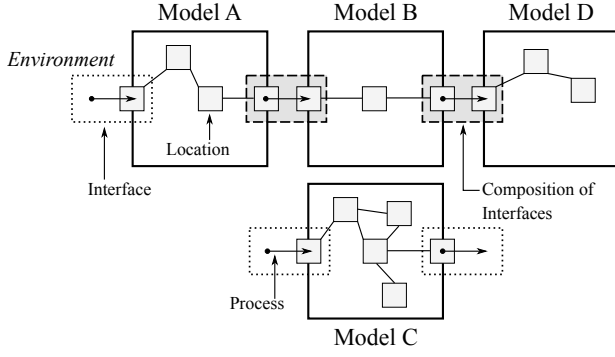 Model A
Model B
Model D
Environment
Location
Interface
Composition of
Interfaces
Process
Model C